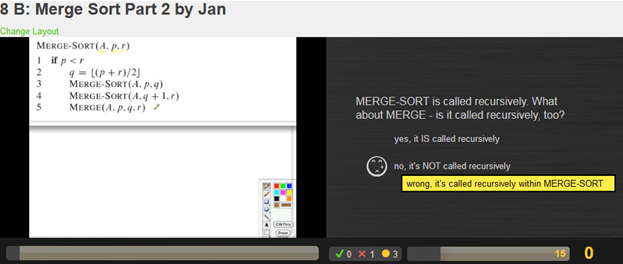 8 B: Merge Sort Part 2 by Jan
Change Layout
MERGE-SORT(A, p, r)
1 if p < r
2 q = ⌊(p + r)/2⌋
3 MERGE-SORT(A, p, q)
4 MERGE-SORT(A, q + 1, r)
5 MERGE(A, p, q, r)
MERGE-SORT is called recursively. What
about MERGE - is it called recursively, too?
yes, it IS called recursively
no, it's NOT called recursively
wrong, it's called recursively within MERGE-SORT
0 1 3
15
0